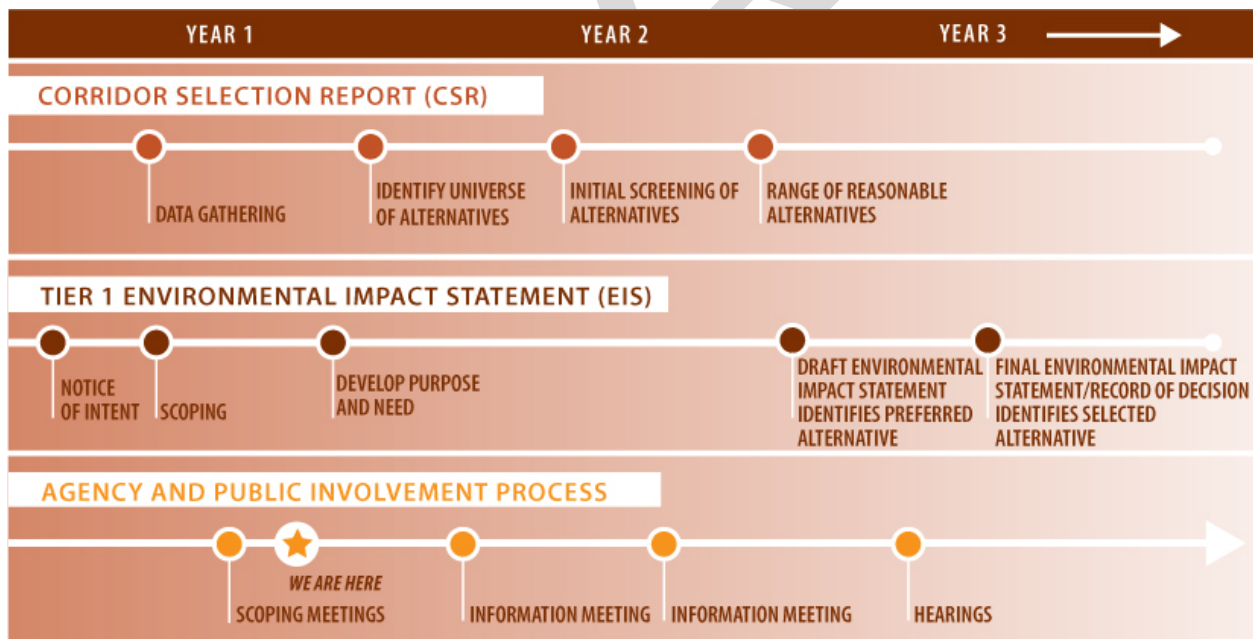 YEAR 1 YEAR 2 YEAR 3
CORRIDOR SELECTION REPORT (CSR)
DATA GATHERING
IDENTIFY UNIVERSE
OF ALTERNATIVES
INITIAL SCREENING OF
ALTERNATIVES
RANGE OF REASONABLE
ALTERNATIVES
TIER 1 ENVIRONMENTAL IMPACT STATEMENT (EIS)
NOTICE
OF INTENT
SCOPING
DEVELOP PURPOSE
AND NEED
DRAFT ENVIRONMENTAL
IMPACT STATEMENT
IDENTIFIES PREFERRED
ALTERNATIVE
FINAL ENVIRONMENTAL IMPACT
STATEMENT/RECORD OF DECISION
IDENTIFIES SELECTED
ALTERNATIVE
AGENCY AND PUBLIC INVOLVEMENT PROCESS
WE ARE HERE
SCOPING MEETINGS
INFORMATION MEETING
INFORMATION MEETING
HEARINGS